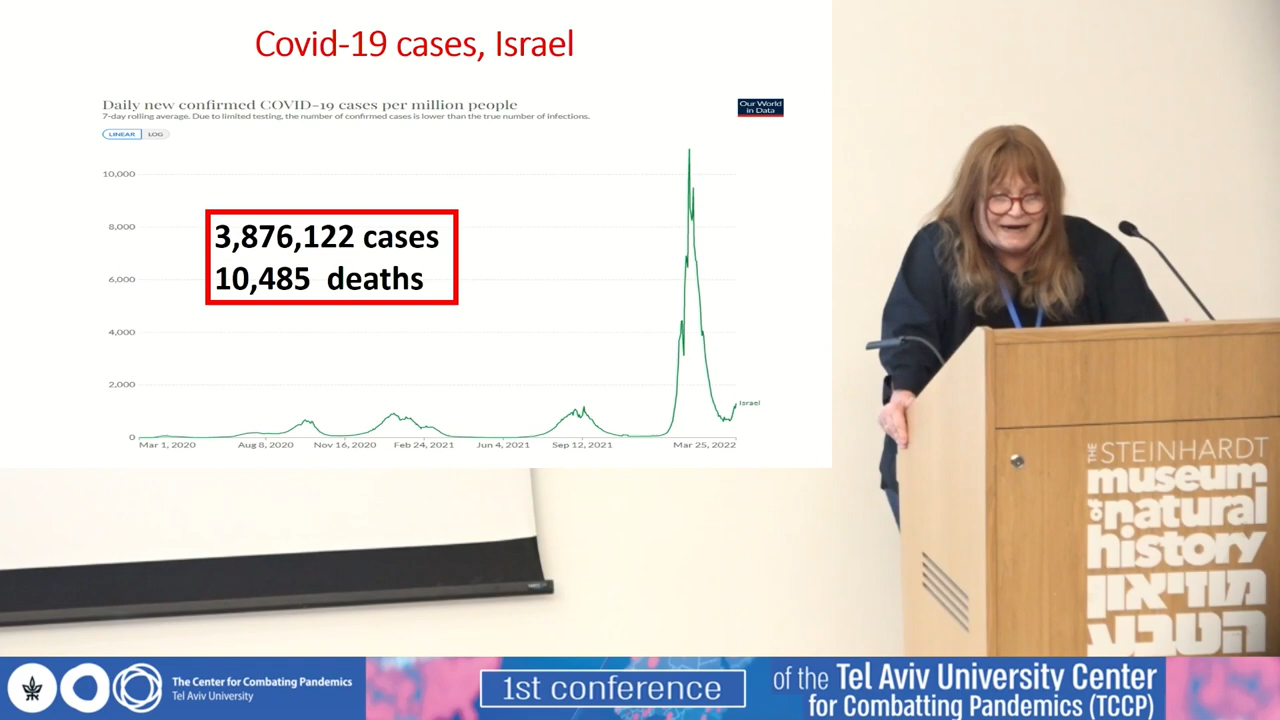 Covid-19 cases, Israel
Daily new confirmed COVID-19 cases per million people
7-day rolling average. Due to limited testing, the number of confirmed cases is lower than the true number of infections.
Our World
in Data
LINEAR LOG
10,000
8,000
6,000
4,000
2,000
0
3,876,122 cases
10,485 deaths
Israel
Mar 1, 2020 Aug 8, 2020 Nov 16, 2020 Feb 24, 2021 Jun 4, 2021 Sep 12, 2021 Mar 25, 2022
THE STEINHARDT
museum
of natural
history
מוזיאון
הטבע
The Center for Combating Pandemics
Tel Aviv University
1st conference
of the Tel Aviv University Center
for Combatting Pandemics (TCCP)